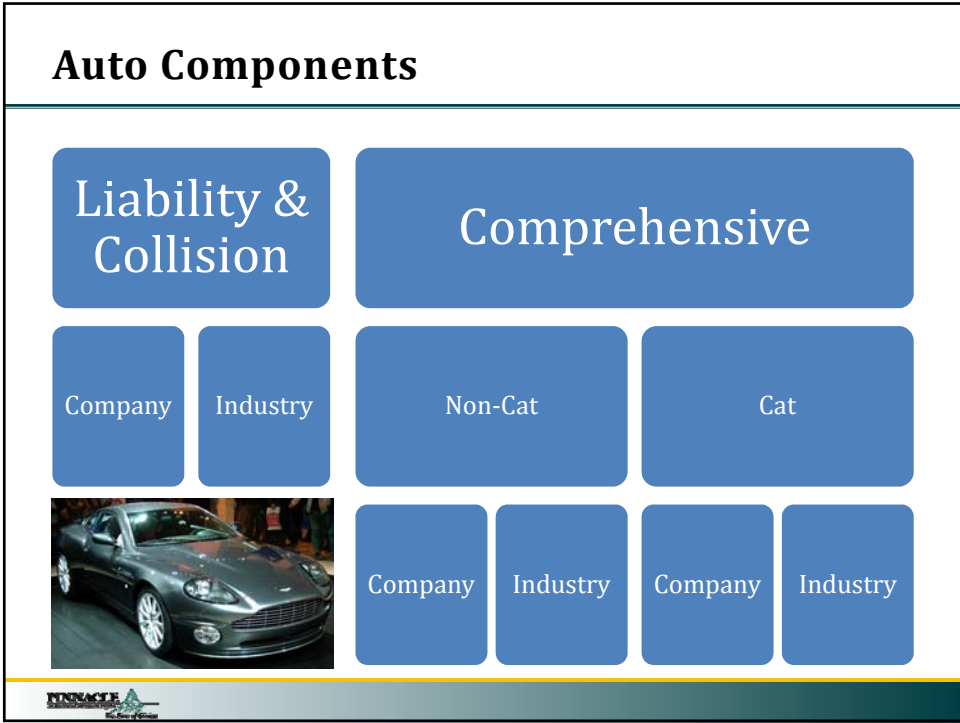 Auto Components
Liability &
Collision
Comprehensive
Company
Industry
Non-Cat
Cat
Company
Industry
Company
Industry
PINNACLE